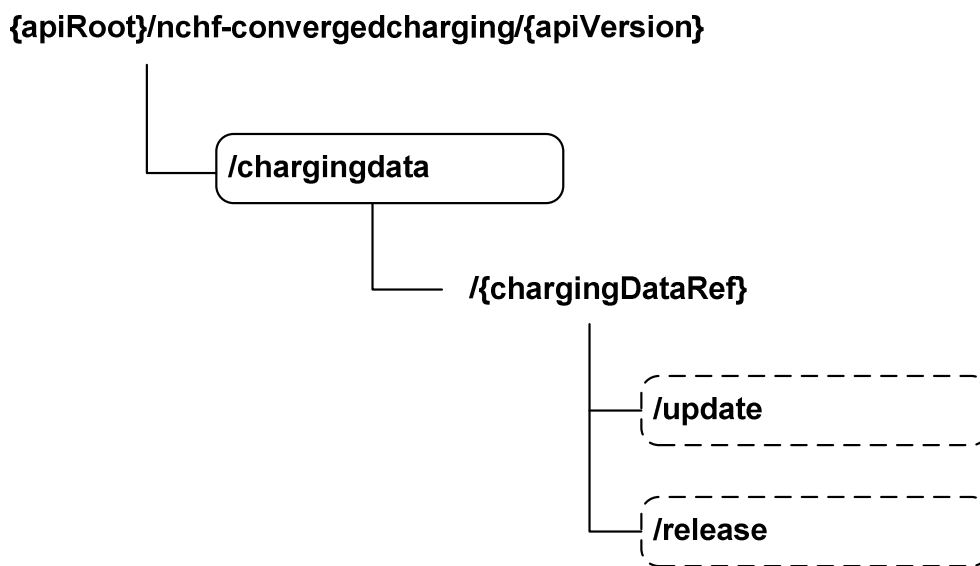 {apiRoot}/nchf-convergedcharging/{apiVersion}
/chargingdata
/{chargingDataRef}
/update
/release